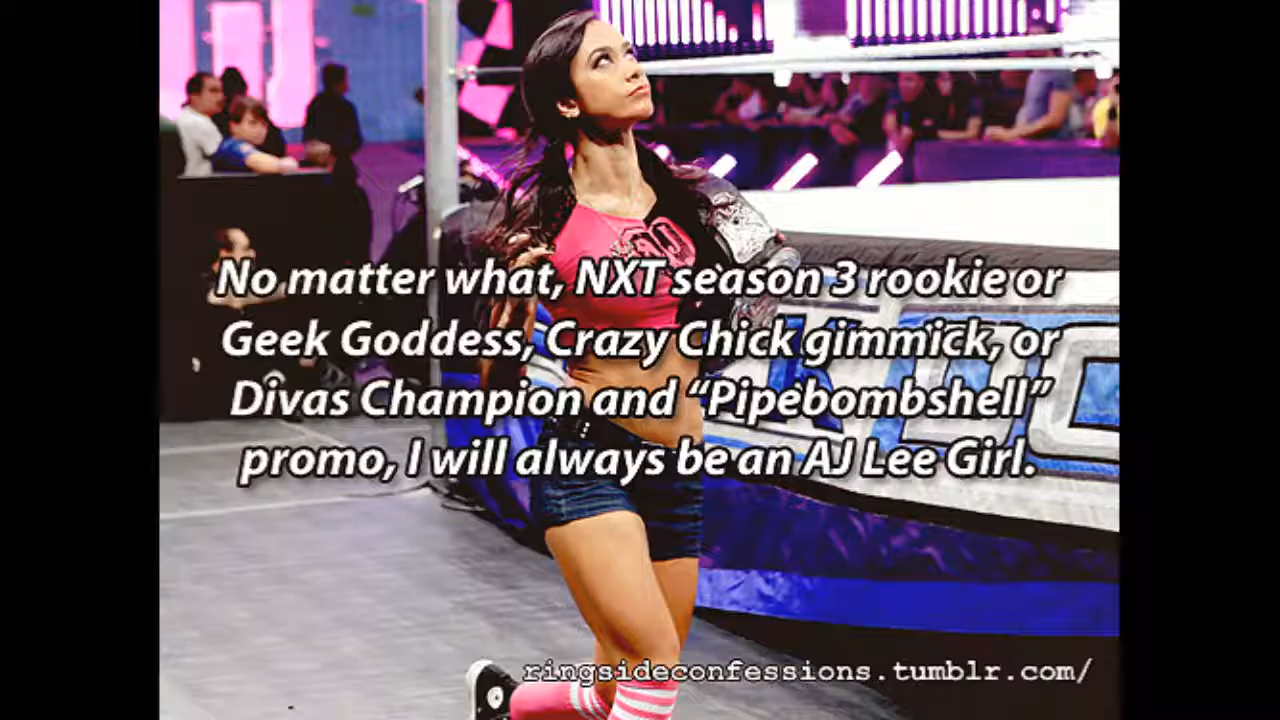 No matter what, NXT season 3 rookie or
Geek Goddess, Crazy Chick gimmick, or
Divas Champion and “Pipebombshell”
promo, I will always be an AJ Lee Girl.
ringsideconfessions.tumblr.com/